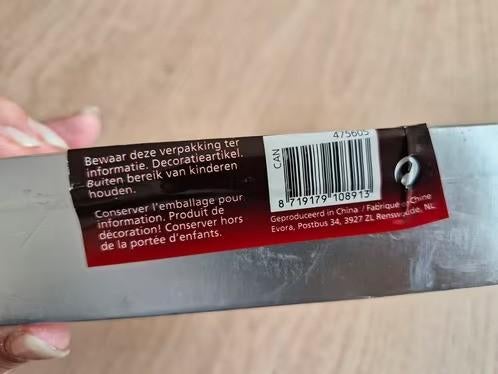 Bewaar deze verpakking ter
informatie. Decoratieartikel.
Buiten bereik van kinderen
houden.
Conserver l'emballage pour
information. Produit de
décoration! Conserver hors
de la portée d'enfants.
CAN
475605
8 719179 108913
Geproduceerd in China / Fabriqué en Chine
Evora, Postbus 34, 3927 ZL Renswoude, NL